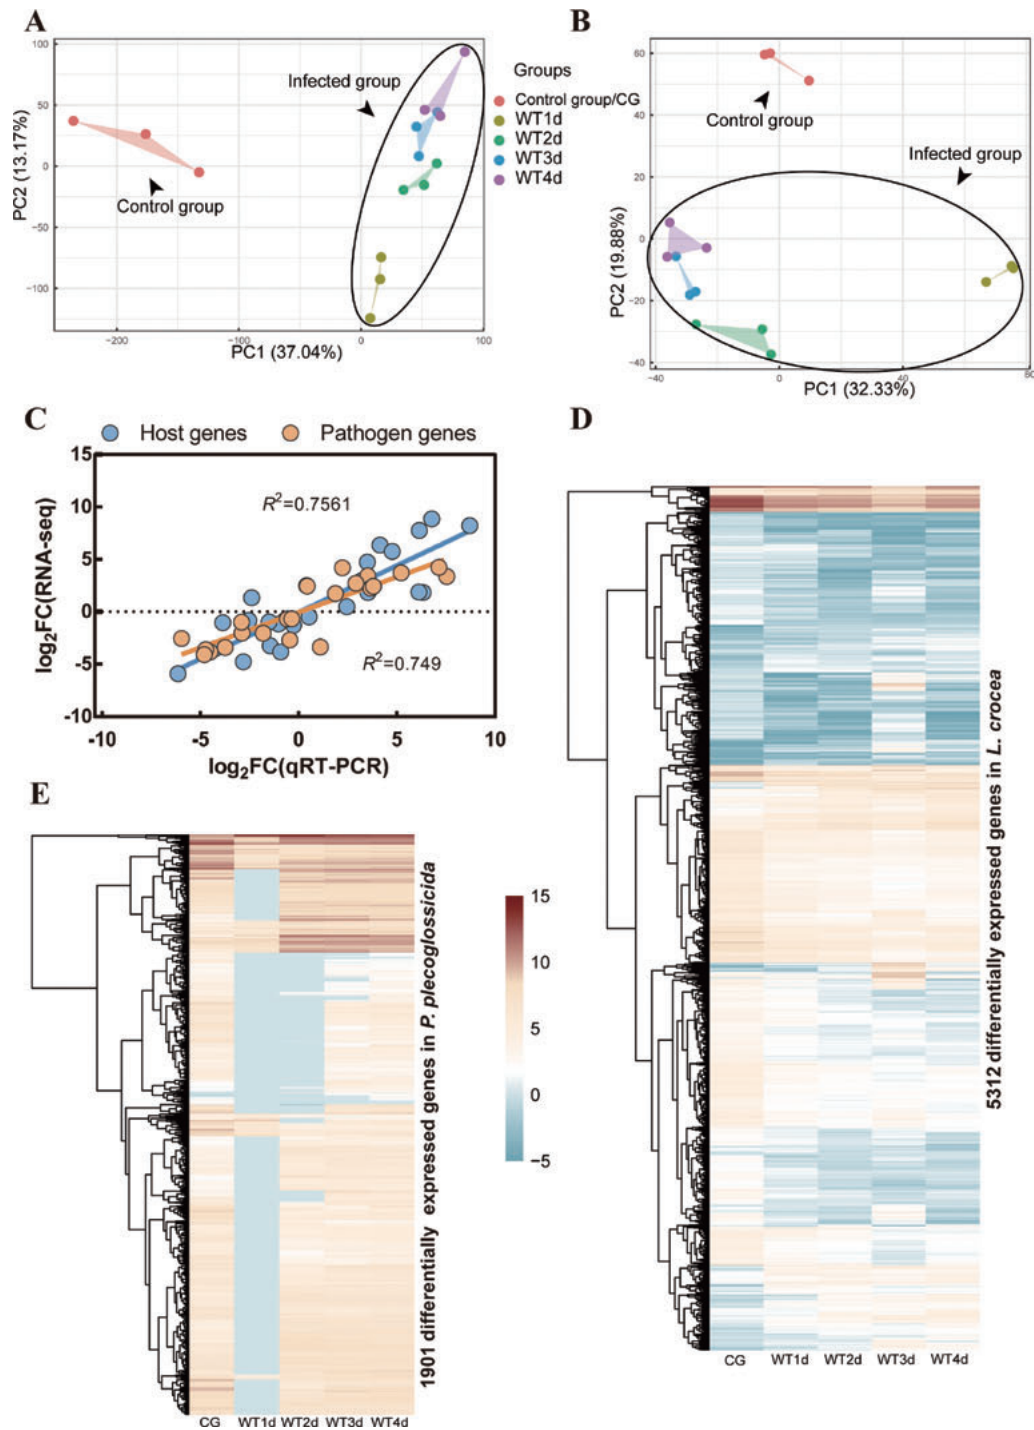 A
100
50
0
−50
−100
PC2 (13.17%)
−200
−100
0
100
PC1 (37.04%)
Infected group
Control group
Groups
Control group/CG
WT1d
WT2d
WT3d
WT4d
B
60
40
20
0
−20
−40
PC2 (19.88%)
−40
0
40
80
PC1 (32.33%)
Control group
Infected group
C
Host genes
Pathogen genes
15
10
5
0
-5
-10
log2FC(RNA-seq)
R2=0.7561
R2=0.749
-10
-5
0
5
10
log2FC(qRT-PCR)
D
5312 differentially expressed genes in L. crocea
CG
WT1d
WT2d
WT3d
WT4d
E
1901 differentially expressed genes in P. plecoglossicida
CG
WT1d
WT2d
WT3d
WT4d
15
10
5
0
−5